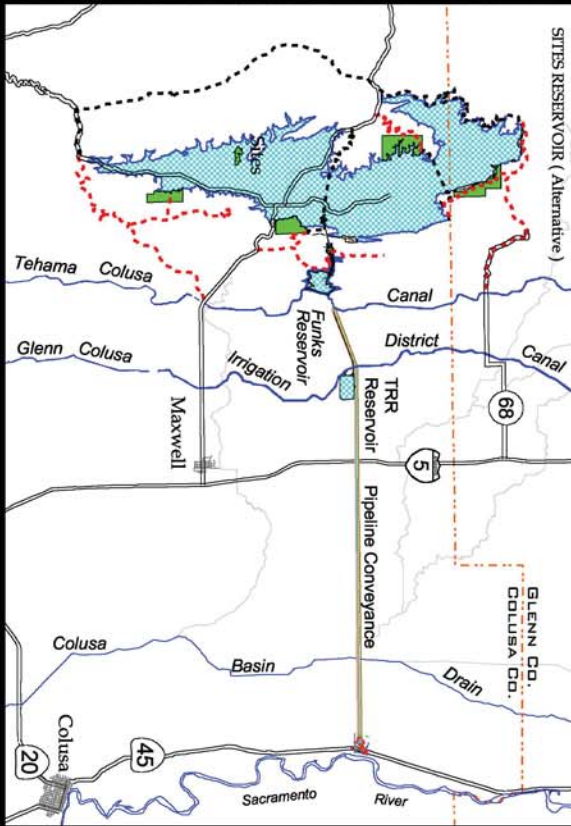 SITES RESERVOIR ( Alternative )
Sites
Tehama Colusa Canal
Funks
Reservoir
Glenn Colusa Irrigation District Canal
TRR
Reservoir
Maxwell
68
5
Pipeline Conveyance
GLENN CO.
COLUSA CO.
Colusa Basin Drain
Colusa
20
45
Sacramento River